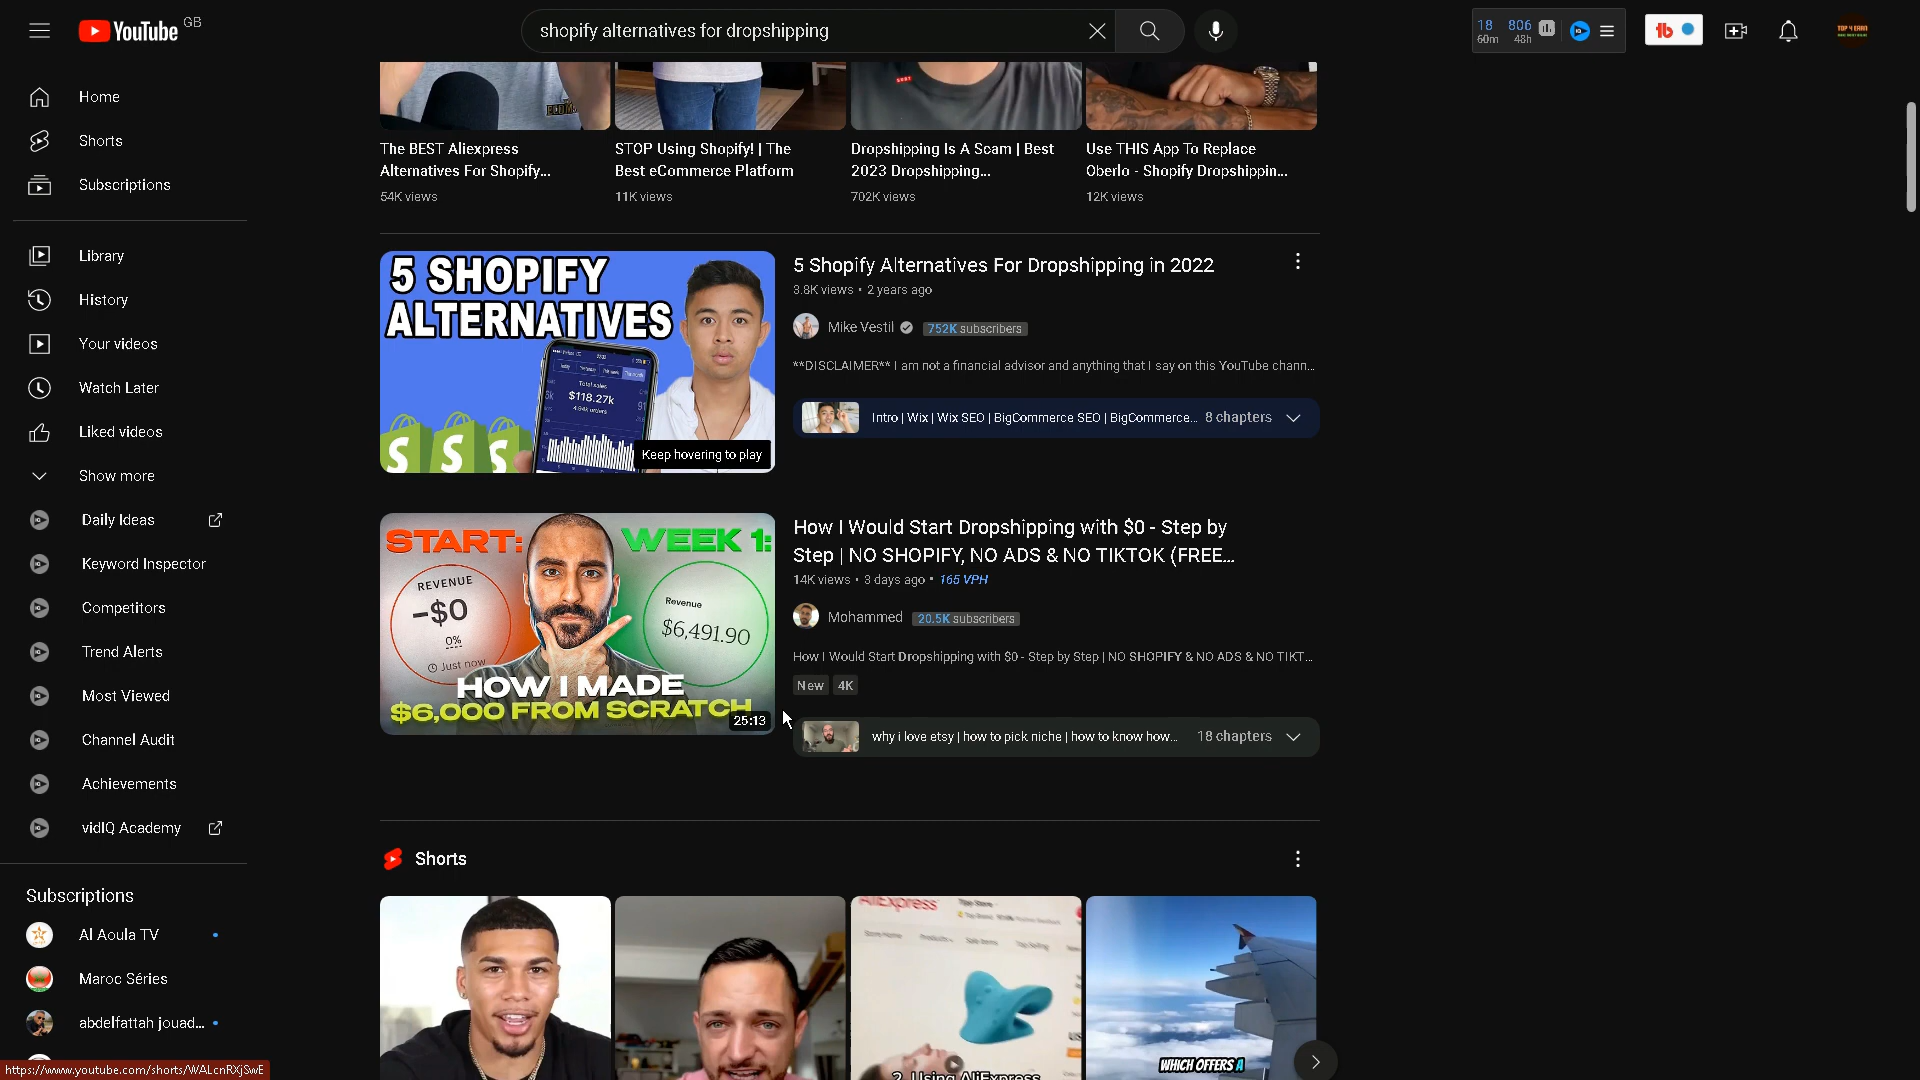 YouTube GB
shopify alternatives for dropshipping
18 806
60m 48h
Home
Shorts
Subscriptions
Library
History
Your videos
Watch Later
Liked videos
Show more
Daily Ideas
Keyword Inspector
Competitors
Trend Alerts
Most Viewed
Channel Audit
Achievements
vidIQ Academy
Subscriptions
Al Aoula TV
Maroc Séries
abdelfattah jouad...
https://www.youtube.com/shorts/WALcnRXjSwE
The BEST Aliexpress
Alternatives For Shopify...
54K views
STOP Using Shopify! | The
Best eCommerce Platform
11K views
Dropshipping Is A Scam | Best
2023 Dropshipping...
702K views
Use THIS App To Replace
Oberlo - Shopify Dropshippin...
12K views
5 SHOPIFY
ALTERNATIVES
Total sales
$118.27k
Keep hovering to play
5 Shopify Alternatives For Dropshipping in 2022
3.8K views • 2 years ago
Mike Vestil 752K subscribers
**DISCLAIMER** I am not a financial advisor and anything that I say on this YouTube chann...
Intro | Wix | Wix SEO | BigCommerce SEO | BigCommerce... 8 chapters
START: WEEK 1:
REVENUE
-$0
0%
Just now
Revenue
$6,491.90
HOW I MADE
$6,000 FROM SCRATCH
25:13
How I Would Start Dropshipping with $0 - Step by
Step | NO SHOPIFY, NO ADS & NO TIKTOK (FREE...
14K views • 3 days ago • 165 VPH
Mohammed 20.5K subscribers
How I Would Start Dropshipping with $0 - Step by Step | NO SHOPIFY & NO ADS & NO TIKT...
New 4K
why i love etsy | how to pick niche | how to know how... 18 chapters
Shorts
AliExpress
2. Using AliExpress
WHICH OFFERS A